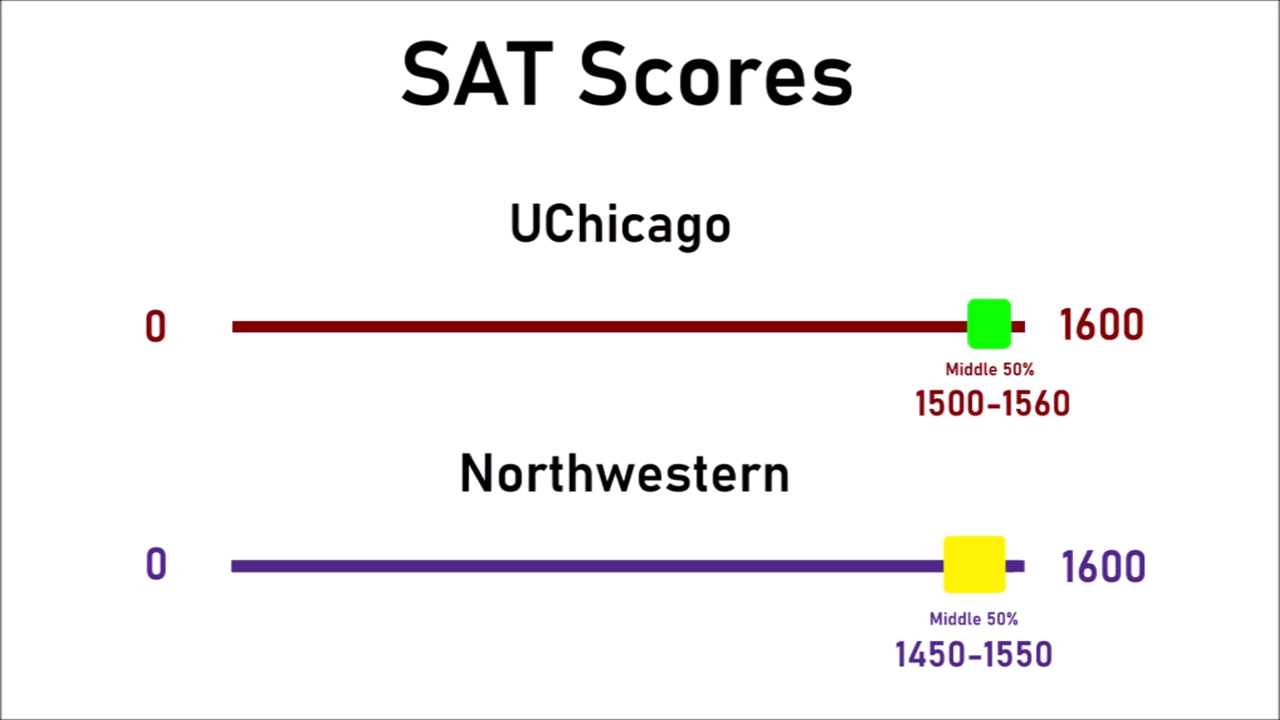 SAT Scores
UChicago
0 1600
Middle 50%
1500-1560
Northwestern
0 1600
Middle 50%
1450-1550